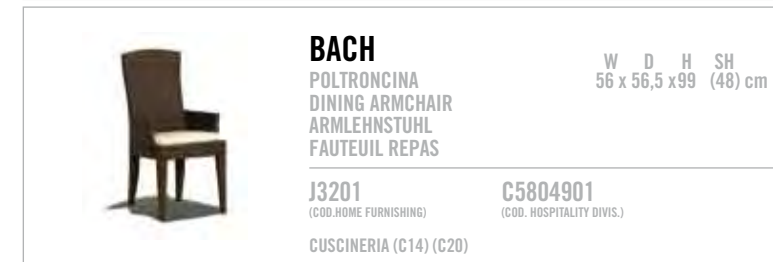 BACH
POLTRONCINA
DINING ARMCHAIR
ARMLEHNSTUHL
FAUTEUIL REPAS
W D H SH
56 x 56,5 x99 (48) cm
J3201
(COD.HOME FURNISHING)
C5804901
(COD. HOSPITALITY DIVIS.)
CUSCINERIA (C14) (C20)